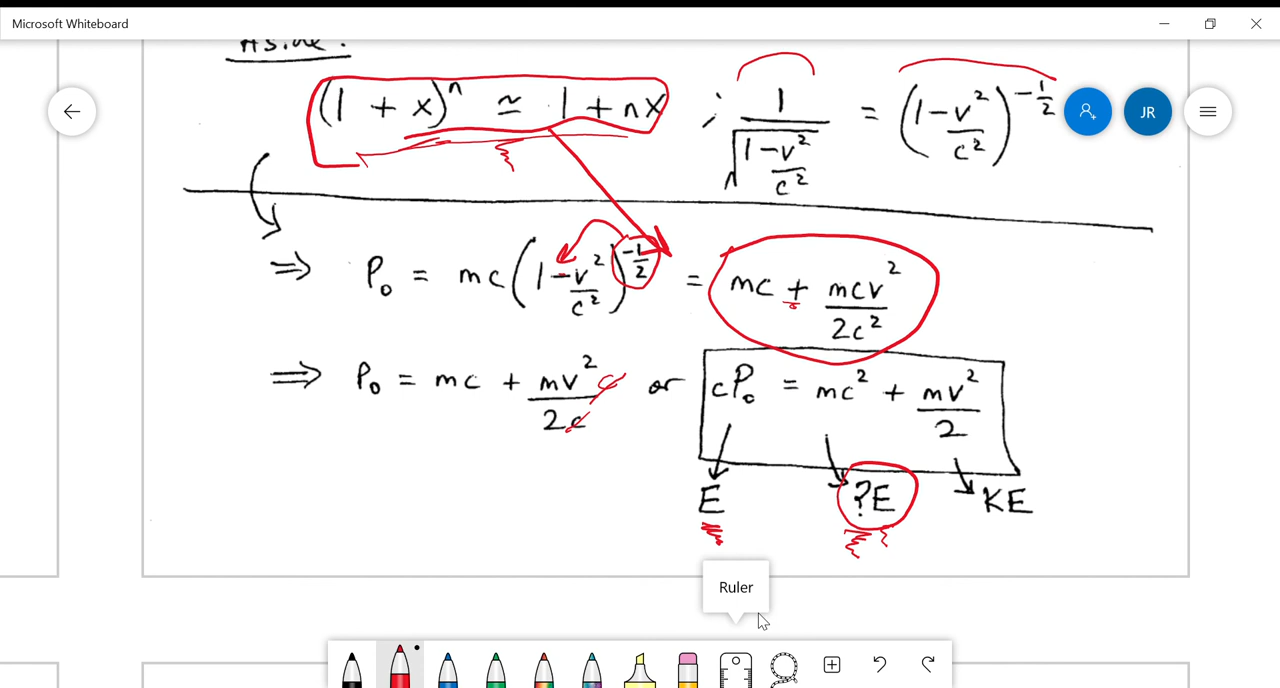 Microsoft Whiteboard
Aside:
(1 + x)ⁿ ≃ 1 + nx ; 1/√(1-v²/c²) = (1-v²/c²)^(-1/2)
JR
⇒ P₀ = mc(1-v²/c²)^(-1/2) = mc + mcv²/2c²
⇒ P₀ = mc + mv²c/2c or cP₀ = mc² + mv²/2
E ?E KE
Ruler